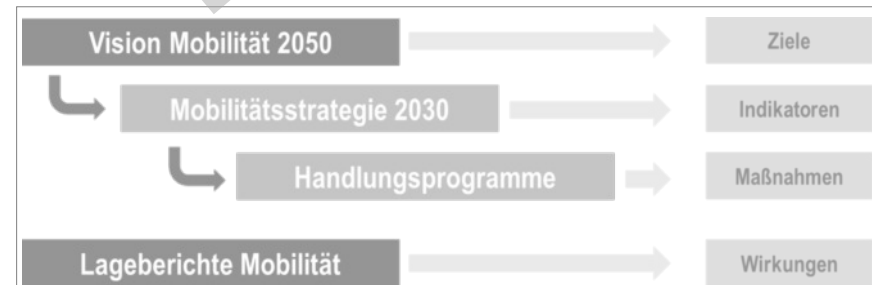 Vision Mobilität 2050
Ziele
Mobilitätsstrategie 2030
Indikatoren
Handlungsprogramme
Maßnahmen
Lageberichte Mobilität
Wirkungen